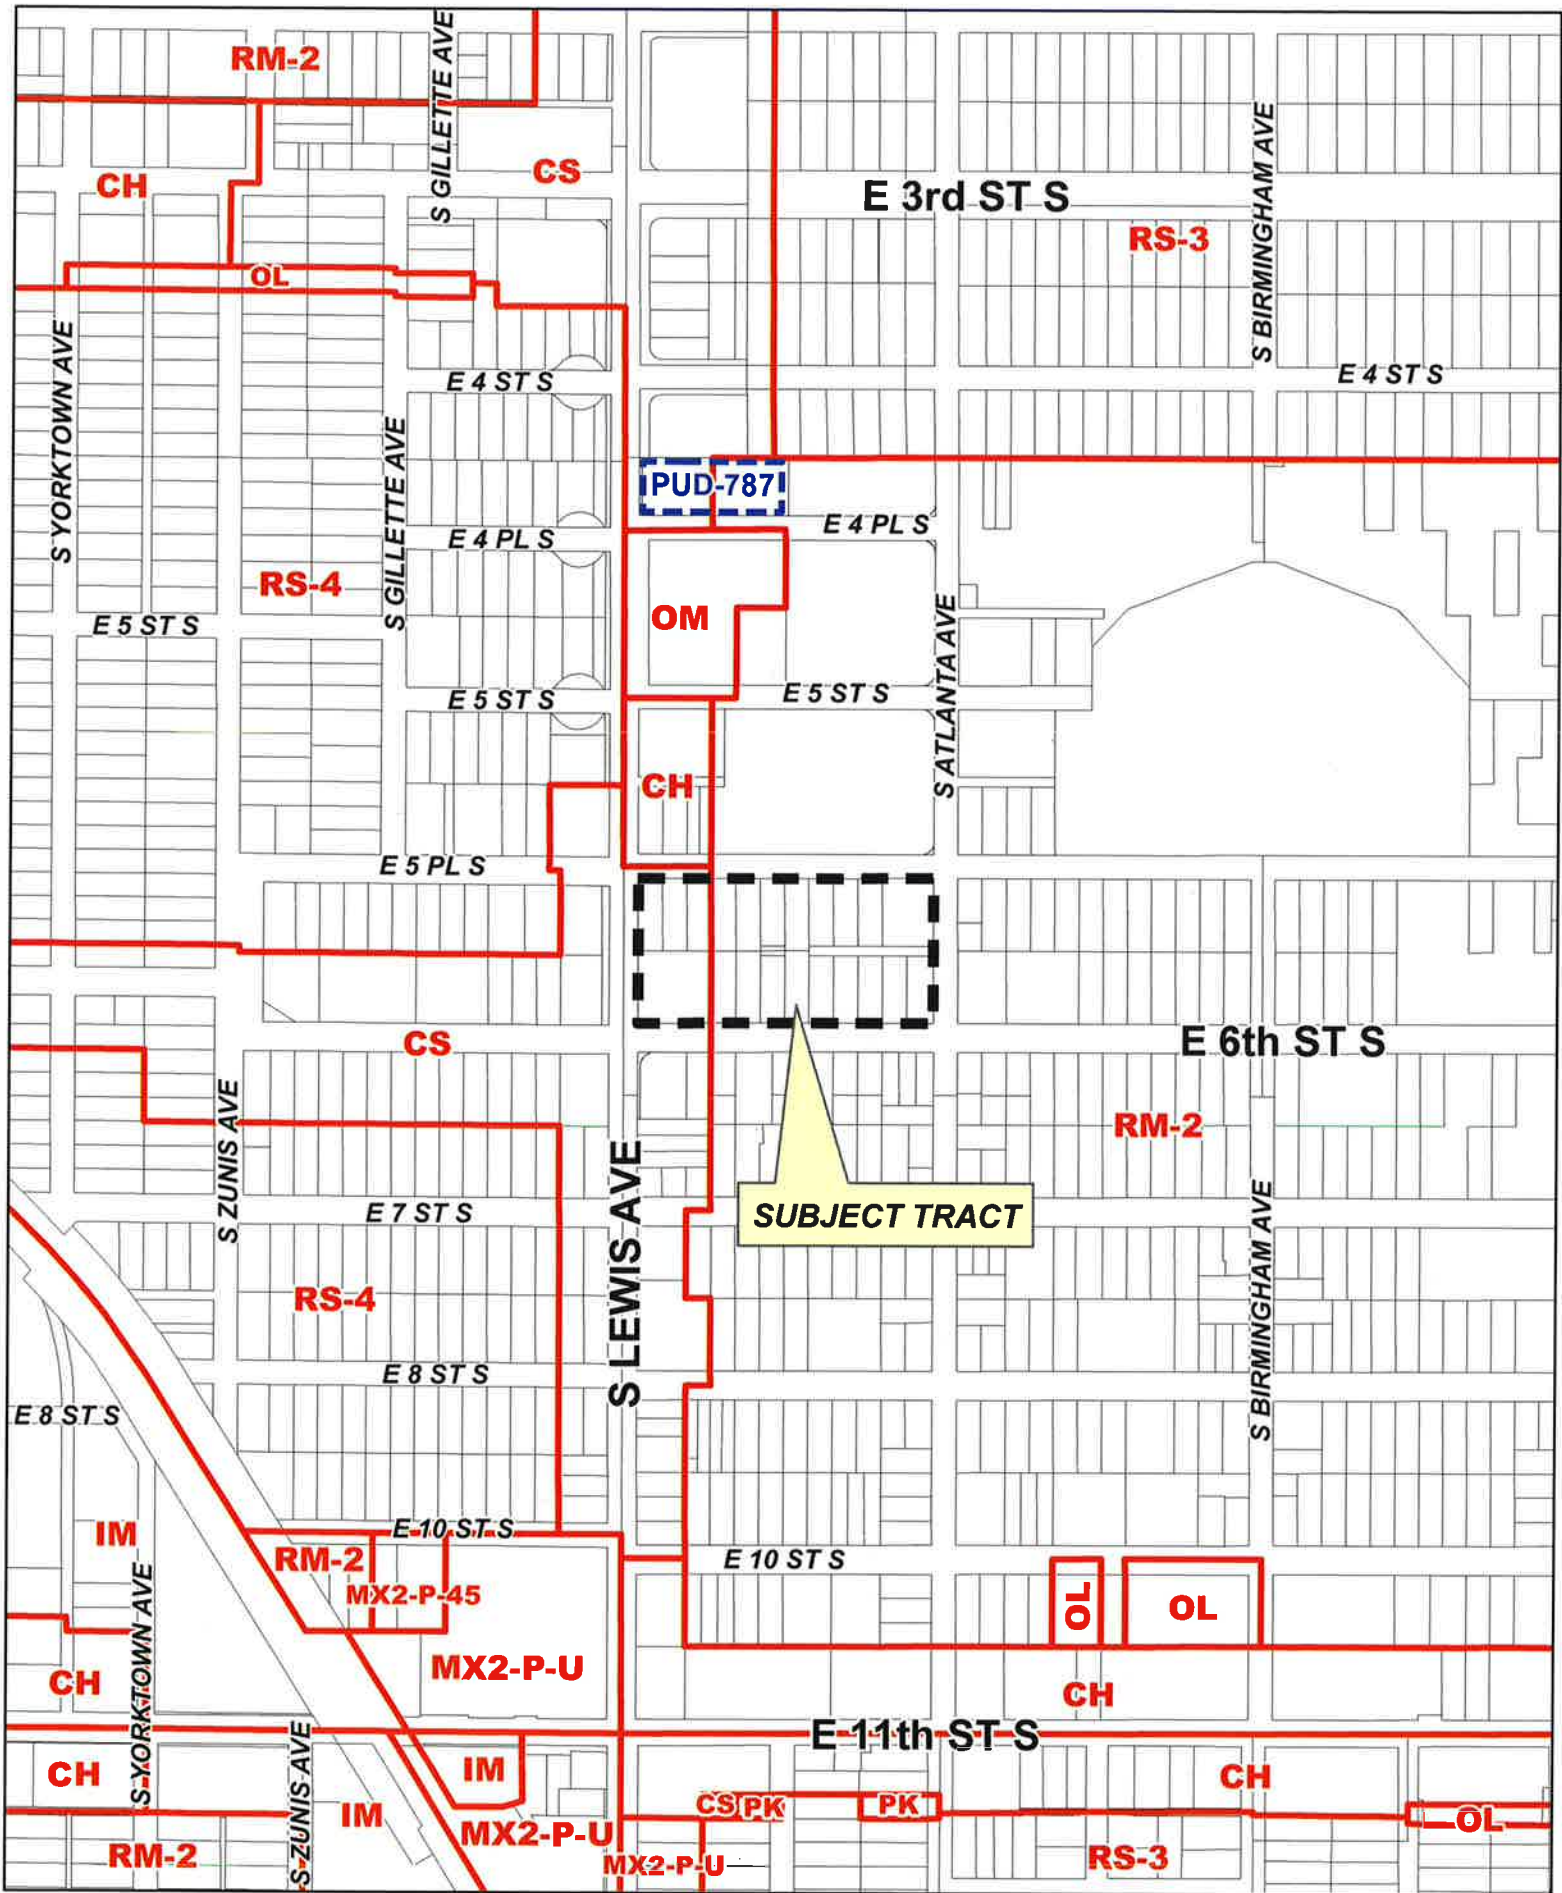 RM-2
S GILLETTE AVE
CH
CS
E 3rd ST S
S BIRMINGHAM AVE
RS-3
OL
S YORKTOWN AVE
E 4 ST S
E 4 ST S
S GILLETTE AVE
PUD-787
E 4 PL S
E 4 PL S
RS-4
OM
E 5 ST S
S ATLANTA AVE
E 5 ST S
E 5 ST S
CH
E 5 PL S
CS
E 6th ST S
RM-2
S ZUNIS AVE
E 7 ST S
S LEWIS AVE
SUBJECT TRACT
S BIRMINGHAM AVE
RS-4
E 8 ST S
E 8 ST S
IM
E 10 ST S
RM-2
MX2-P-45
E 10 ST S
OL
OL
S YORKTOWN AVE
MX2-P-U
CH
CH
E 11th ST S
S ZUNIS AVE
CH
IM
CH
CS
PK
PK
IM
MX2-P-U
OL
RM-2
MX2-P-U
RS-3